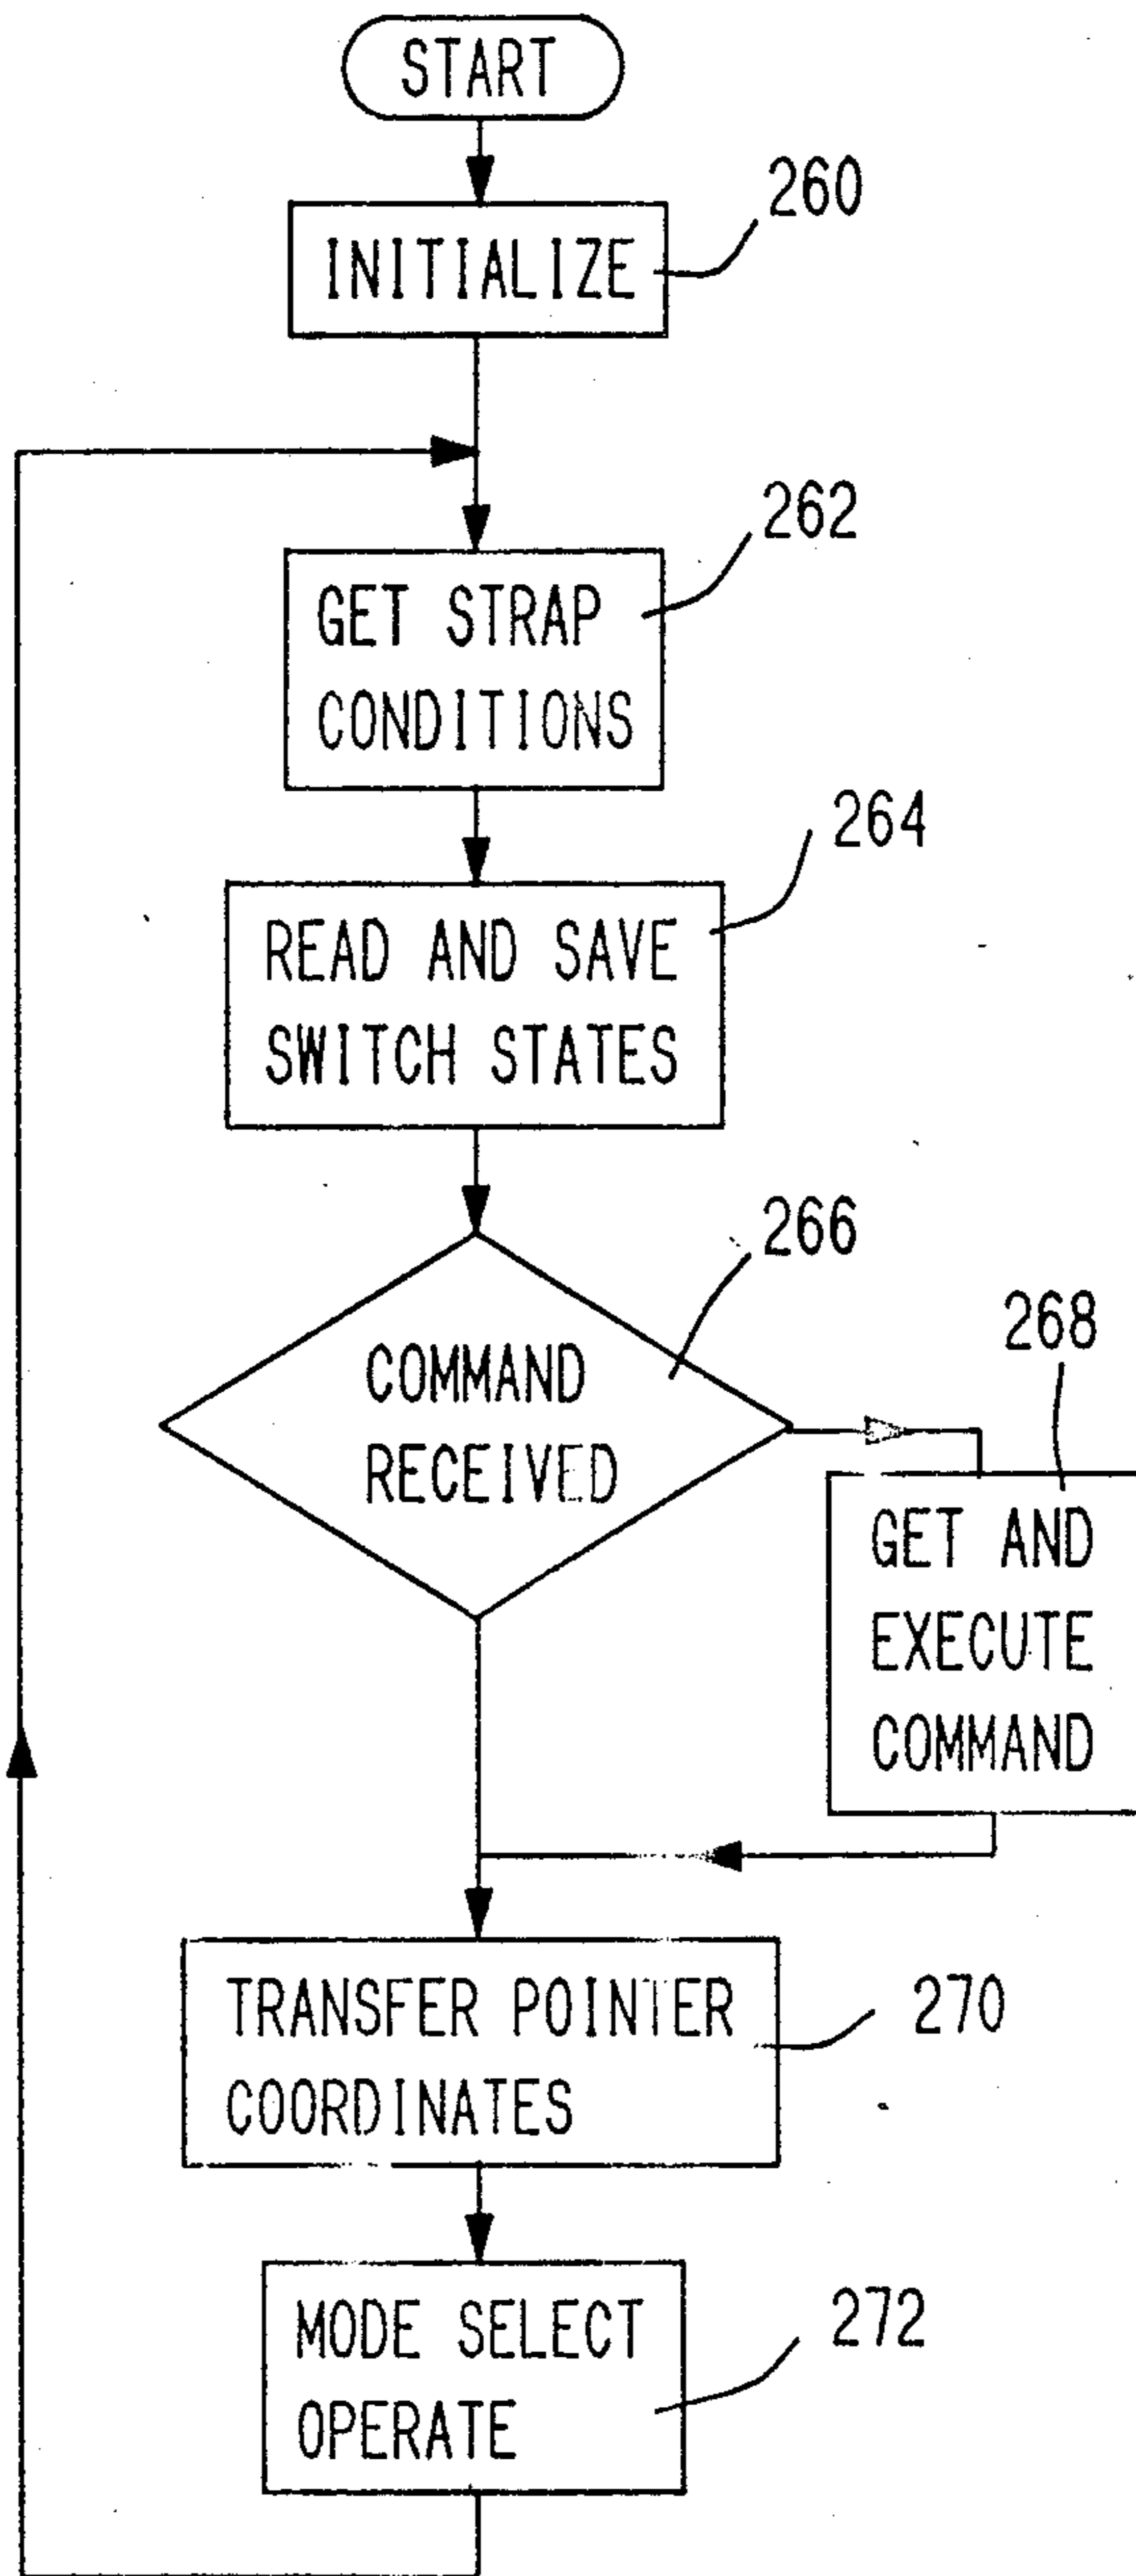 START
260
INITIALIZE
262
GET STRAP
CONDITIONS
264
READ AND SAVE
SWITCH STATES
266
COMMAND
RECEIVED
268
GET AND
EXECUTE
COMMAND
270
TRANSFER POINTER
COORDINATES
272
MODE SELECT
OPERATE